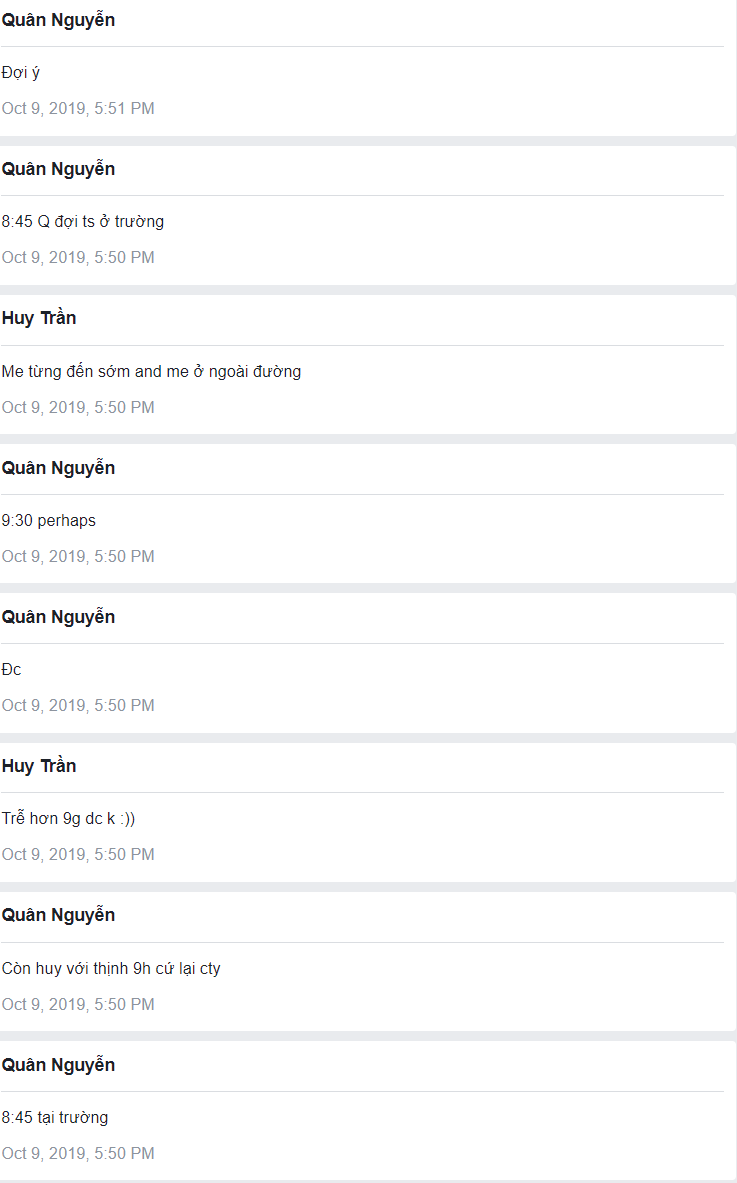 Quân Nguyễn
Đợi ý
Oct 9, 2019, 5:51 PM
Quân Nguyễn
8:45 Q đợi ts ở trường
Oct 9, 2019, 5:50 PM
Huy Trần
Me từng đến sớm and me ở ngoài đường
Oct 9, 2019, 5:50 PM
Quân Nguyễn
9:30 perhaps
Oct 9, 2019, 5:50 PM
Quân Nguyễn
Đc
Oct 9, 2019, 5:50 PM
Huy Trần
Trễ hơn 9g dc k :))
Oct 9, 2019, 5:50 PM
Quân Nguyễn
Còn huy với thịnh 9h cứ lại cty
Oct 9, 2019, 5:50 PM
Quân Nguyễn
8:45 tại trường
Oct 9, 2019, 5:50 PM